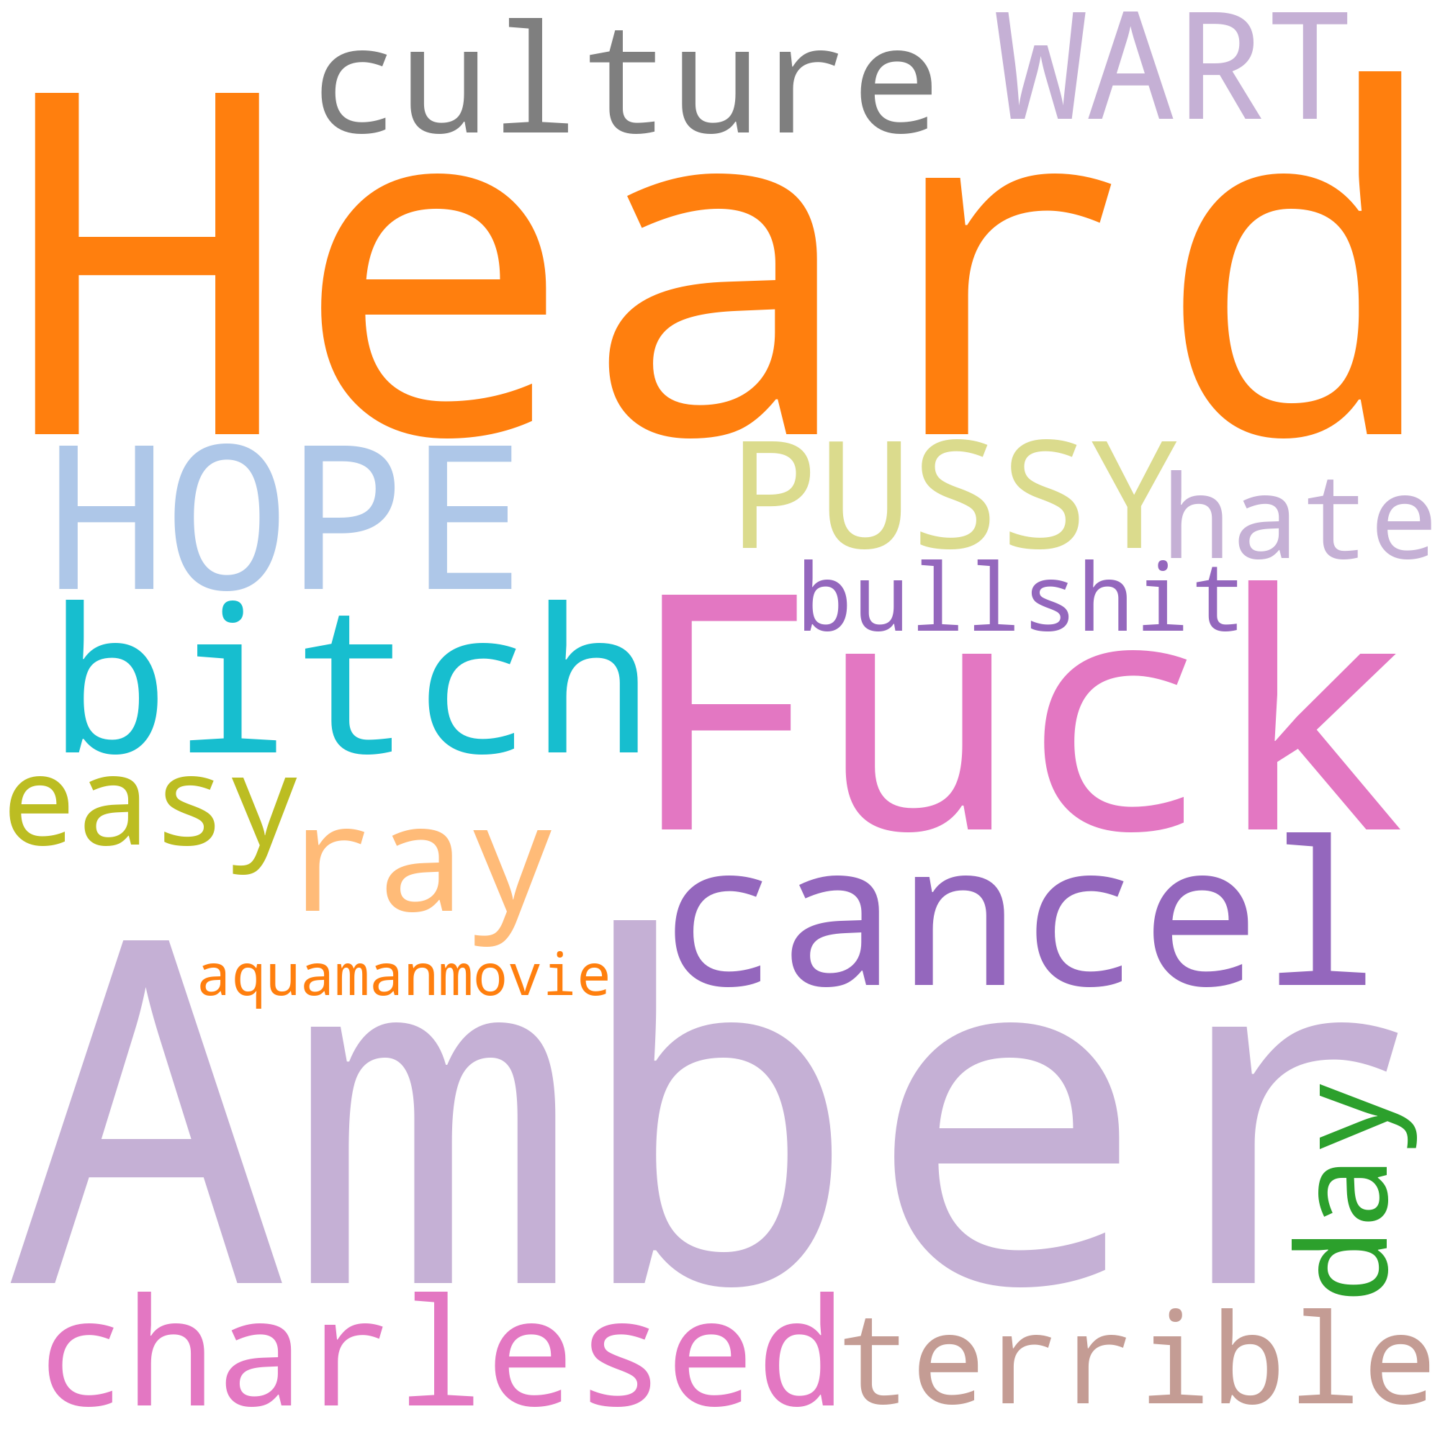 culture WART
Heard
HOPE PUSSY hate
bullshit
bitch Fuck
easy ray
cancel
aquamanmovie
Amber
day
charlesed terrible